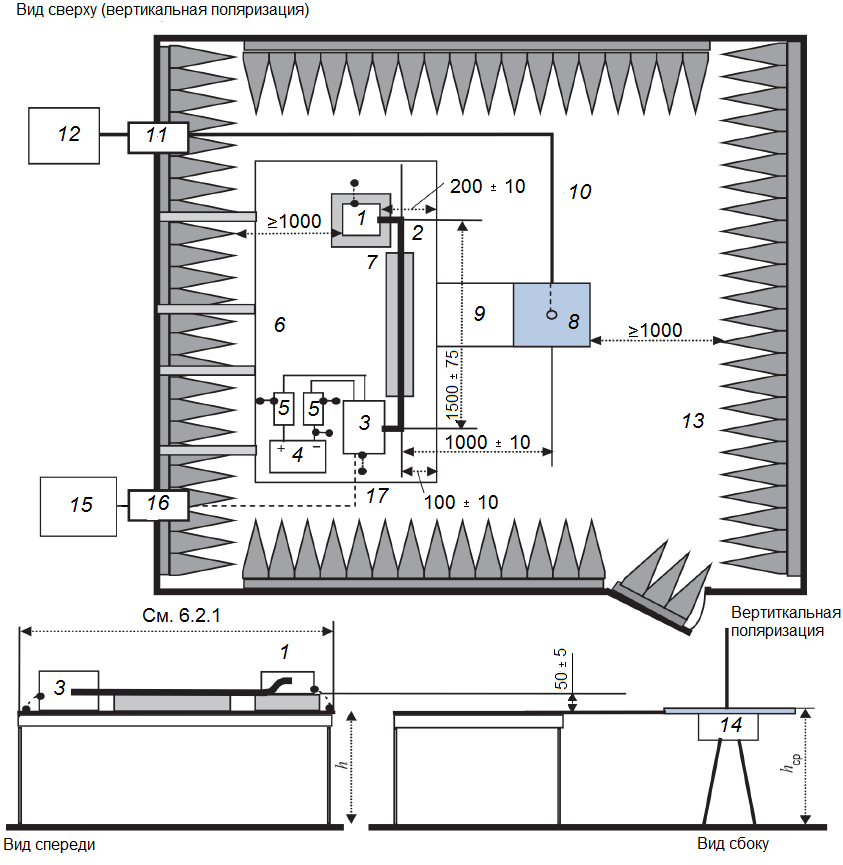 Вид сверху (вертикальная поляризация)
12
11
200 ± 10
10
≥1000
1
2
7
6
9
8
≥1000
1500 ± 75
5
5
3
4
+
−
13
1000 ± 10
15
16
17
100 ± 10
См. 6.2.1
Вертиткальная
поляризация
3
1
50 ± 5
14
h
hср
Вид спереди
Вид сбоку